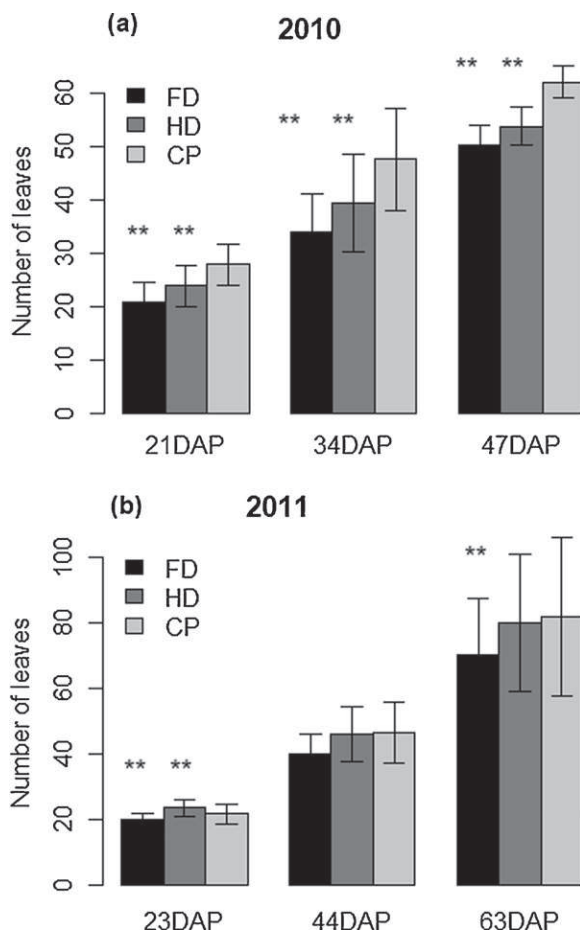 (a) 2010
FD
HD
CP
Number of leaves
0 10 20 30 40 50 60
** ** ** ** ** **
21DAP 34DAP 47DAP
(b) 2011
FD
HD
CP
Number of leaves
0 20 40 60 80 100
** ** **
23DAP 44DAP 63DAP